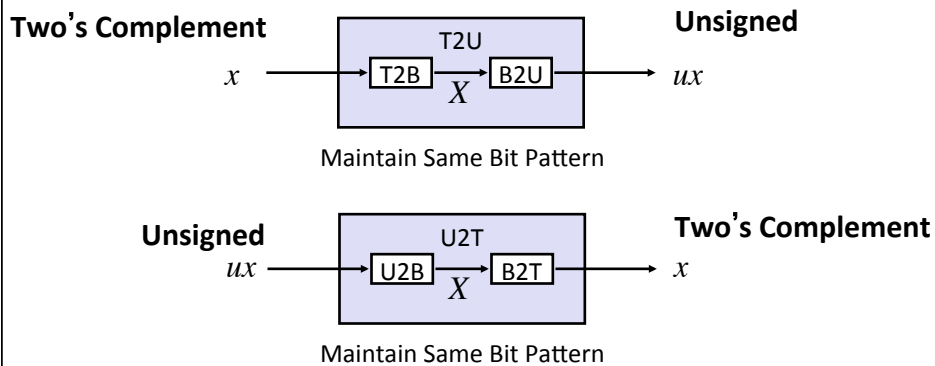 Two’s Complement
Unsigned
T2U
x
T2B
X
B2U
ux
Maintain Same Bit Pattern
Unsigned
Two’s Complement
U2T
ux
U2B
X
B2T
x
Maintain Same Bit Pattern